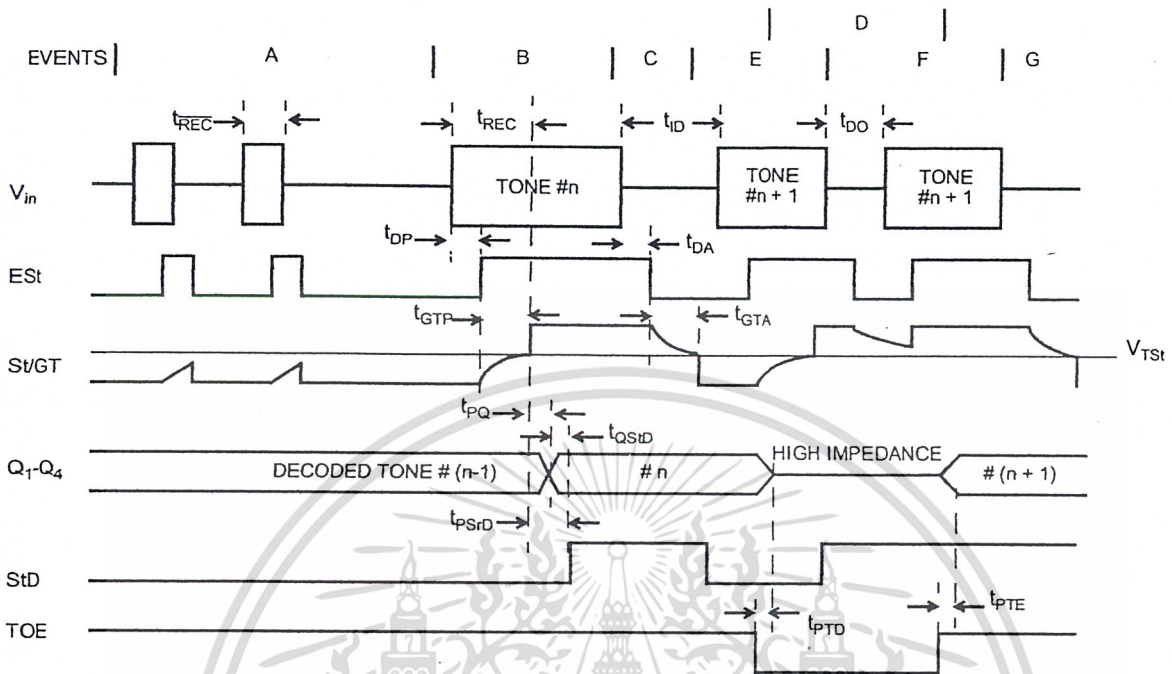 D
EVENTS A B C E F G
tREC tREC tID tDO
Vin
TONE #n
TONE
#n + 1
TONE
#n + 1
tDP tDA
ESt
tGTP tGTA
St/GT
VTSt
tPQ
tQStD
Q1-Q4
DECODED TONE # (n-1)
# n
HIGH IMPEDANCE
# (n + 1)
tPSrD
StD
tPTD
tPTE
TOE